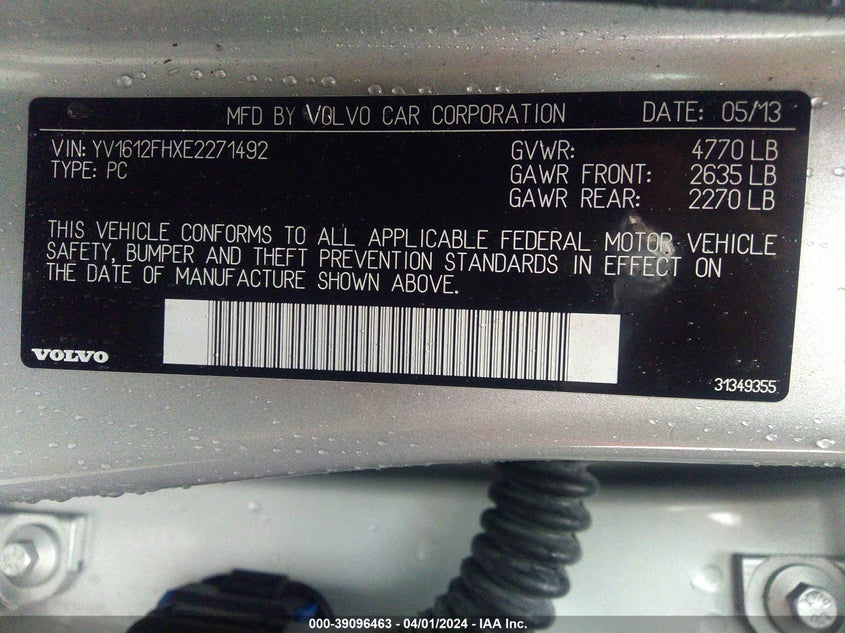 MFD BY VOLVO CAR CORPORATION DATE: 05/13
VIN: YV1612FHXE2271492 GVWR: 4770 LB
TYPE: PC GAWR FRONT: 2635 LB
GAWR REAR: 2270 LB
THIS VEHICLE CONFORMS TO ALL APPLICABLE FEDERAL MOTOR VEHICLE
SAFETY, BUMPER AND THEFT PREVENTION STANDARDS IN EFFECT ON
THE DATE OF MANUFACTURE SHOWN ABOVE.
VOLVO
31349355
000-39096463 - 04/01/2024 - IAA Inc.